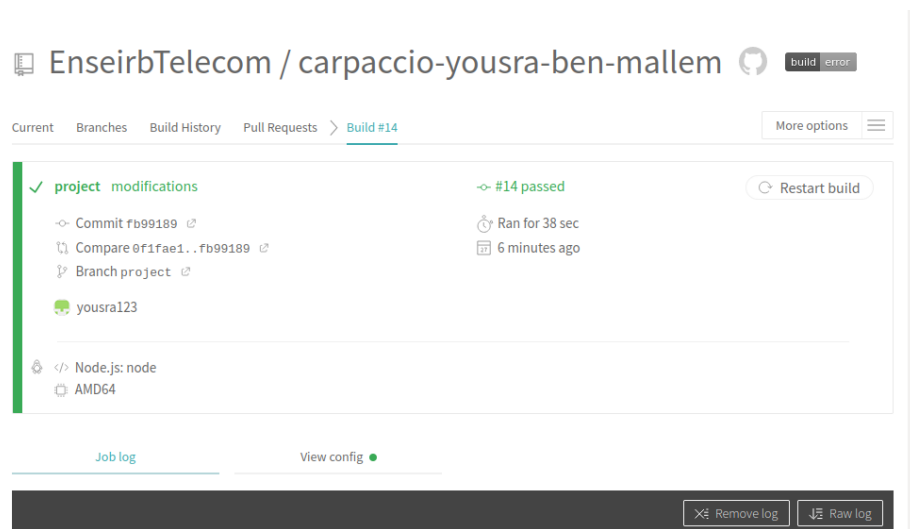 EnseirbTelecom / carpaccio-yousra-ben-mallem build error
Current Branches Build History Pull Requests Build #14 More options
project modifications #14 passed Restart build
Commit fb99189 Ran for 38 sec
Compare 0f1fae1..fb99189 6 minutes ago
Branch project
yousra123
</> Node.js: node
AMD64
Job log View config
Remove log Raw log